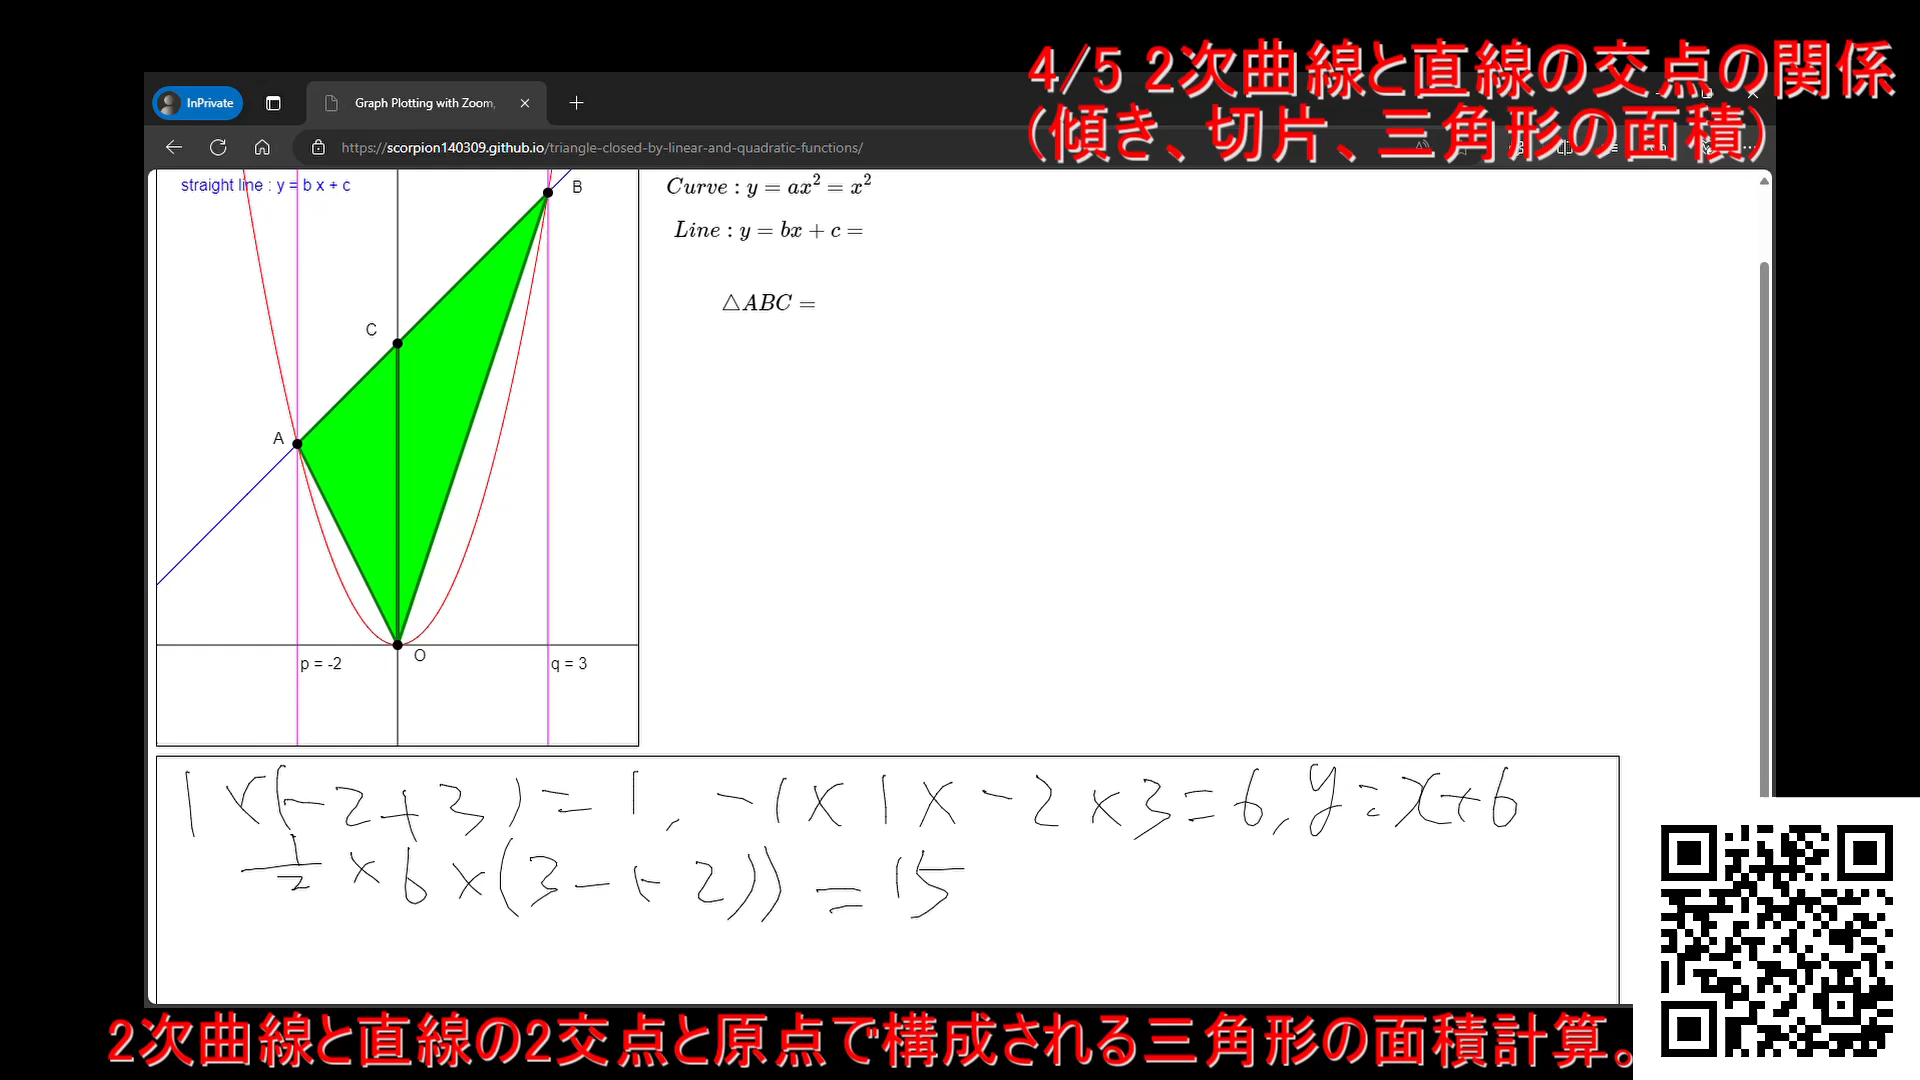 4/5 2次曲線と直線の交点の関係
(傾き、切片、三角形の面積)
InPrivate
Graph Plotting with Zoom,
https://scorpion140309.github.io/triangle-closed-by-linear-and-quadratic-functions/
straight line : y = b x + c
B
C
A
O
p = -2
q = 3
Curve : y = ax² = x²
Line : y = bx + c =
△ABC =
1×(-2+3)=1, -1×1×-2×3=6, y=x+6
1/2 ×6×(3-(-2))=15
2次曲線と直線の2交点と原点で構成される三角形の面積計算。